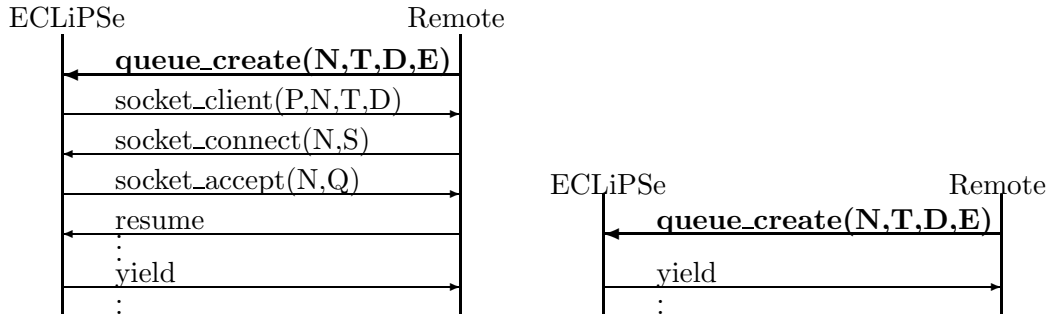 ECLiPSe Remote
queue_create(N,T,D,E)
socket_client(P,N,T,D)
socket_connect(N,S)
socket_accept(N,Q)
resume
yield
ECLiPSe Remote
queue_create(N,T,D,E)
yield